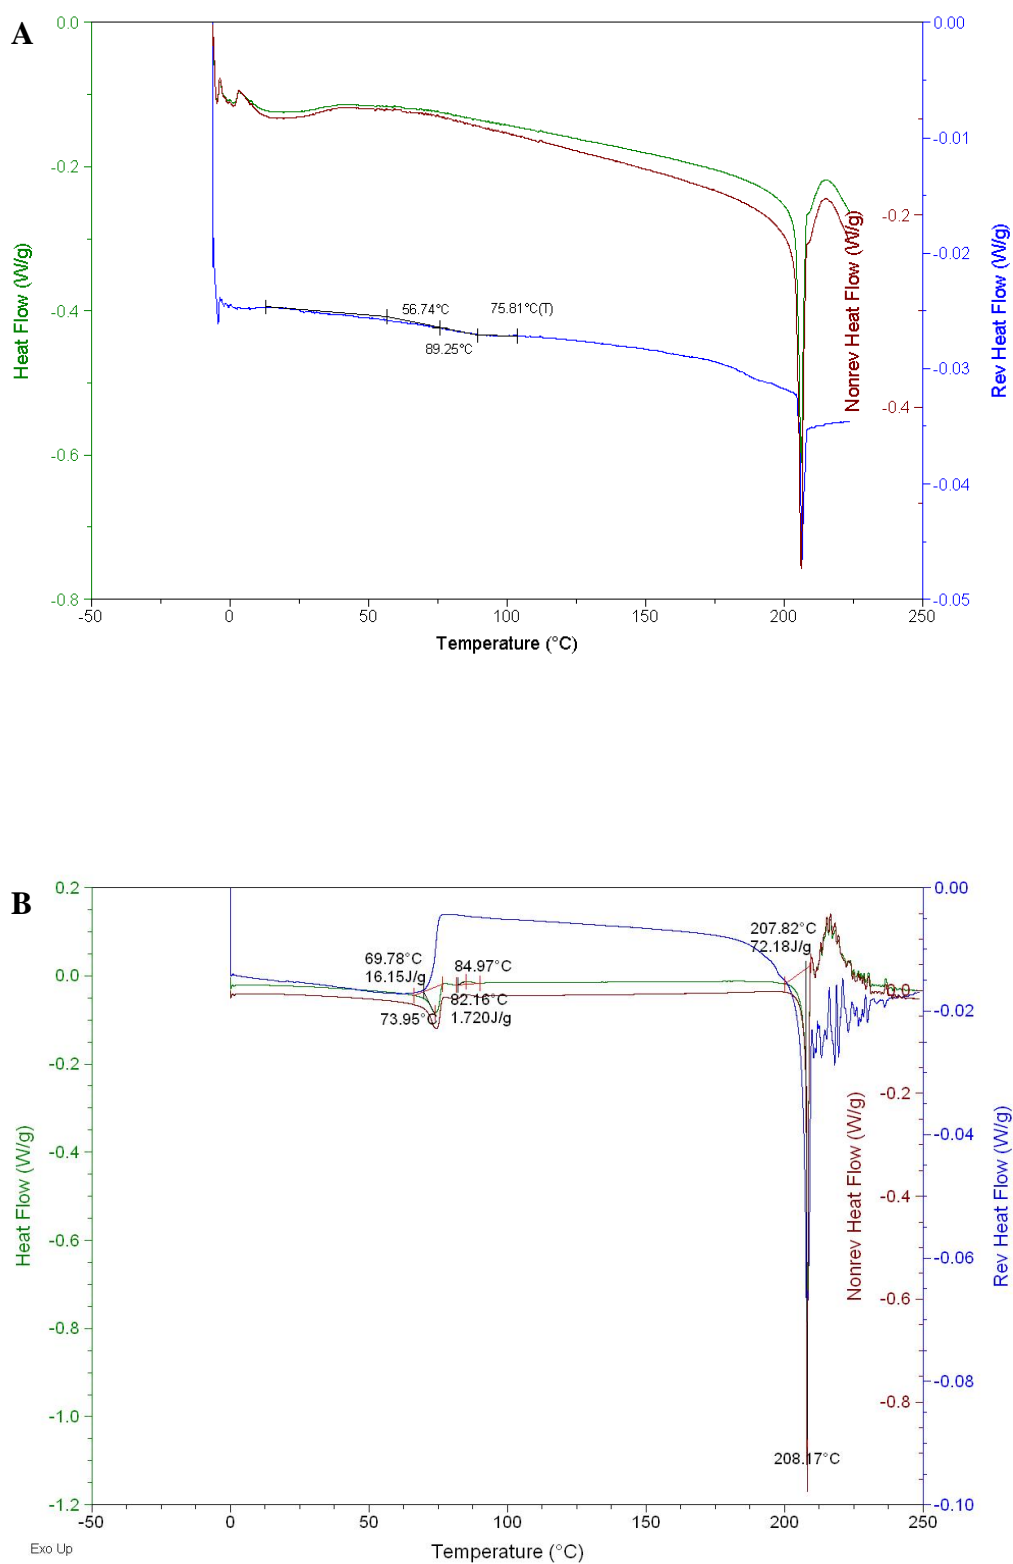 A
0.0
-0.2
-0.4
-0.6
-0.8
Heat Flow (W/g)
56.74°C
75.81°C(T)
89.25°C
-0.2
-0.4
Nonrev Heat Flow (W/g)
0.00
-0.01
-0.02
-0.03
-0.04
-0.05
Rev Heat Flow (W/g)
-50
0
50
100
150
200
250
Temperature (°C)
B
0.2
0.0
-0.2
-0.4
-0.6
-0.8
-1.0
-1.2
Heat Flow (W/g)
69.78°C
16.15J/g
73.95°C
84.97°C
82.16°C
1.720J/g
207.82°C
72.18J/g
208.17°C
0.0
-0.2
-0.4
-0.6
-0.8
Nonrev Heat Flow (W/g)
0.00
-0.02
-0.04
-0.06
-0.08
-0.10
Rev Heat Flow (W/g)
-50
0
50
100
150
200
250
Exo Up
Temperature (°C)